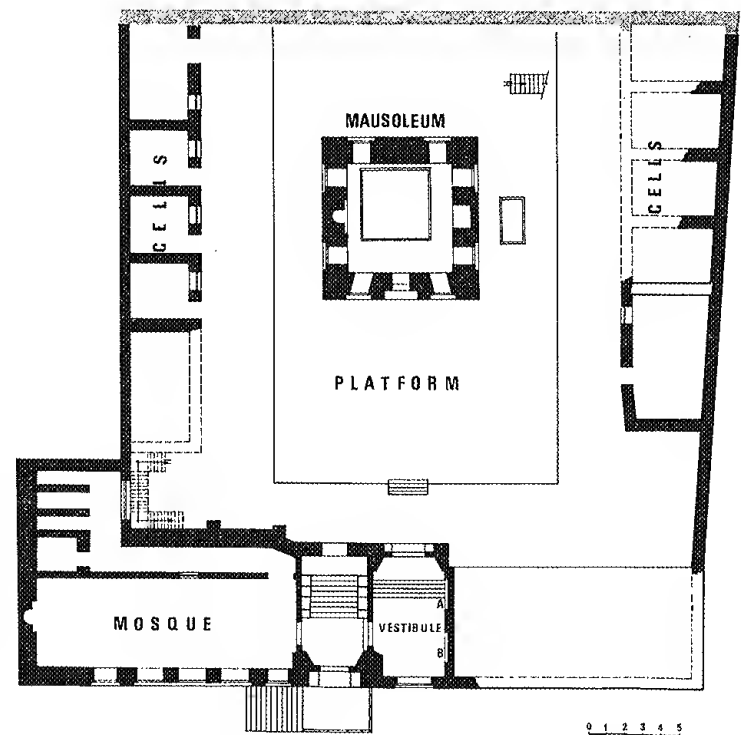 MAUSOLEUM
CELLS
CELLS
PLATFORM
MOSQUE
A
VESTIBULE
B
0 1 2 3 4 5